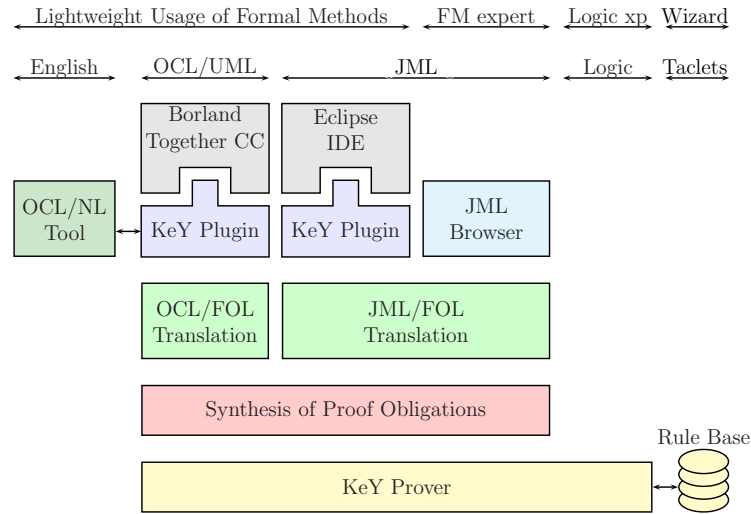 Lightweight Usage of Formal Methods FM expert Logic xp Wizard
English OCL/UML JML Logic Taclets
Borland
Together CC
Eclipse
IDE
OCL/NL
Tool
KeY Plugin
KeY Plugin
JML
Browser
OCL/FOL
Translation
JML/FOL
Translation
Synthesis of Proof Obligations
Rule Base
KeY Prover